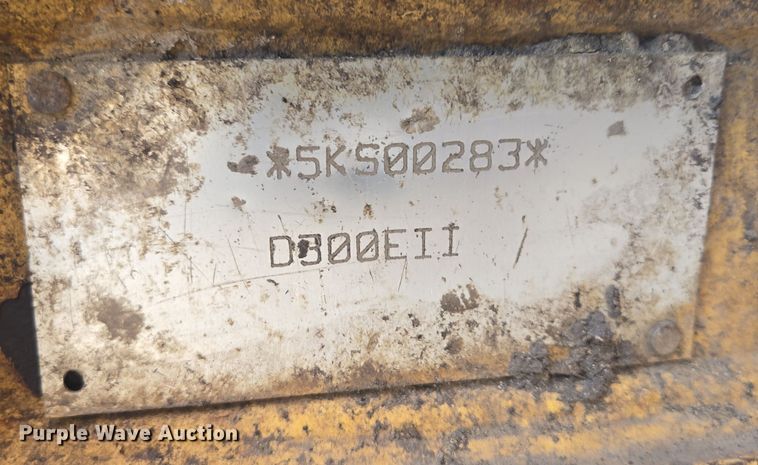 *5KS00283*
D300EII
Purple Wave Auction